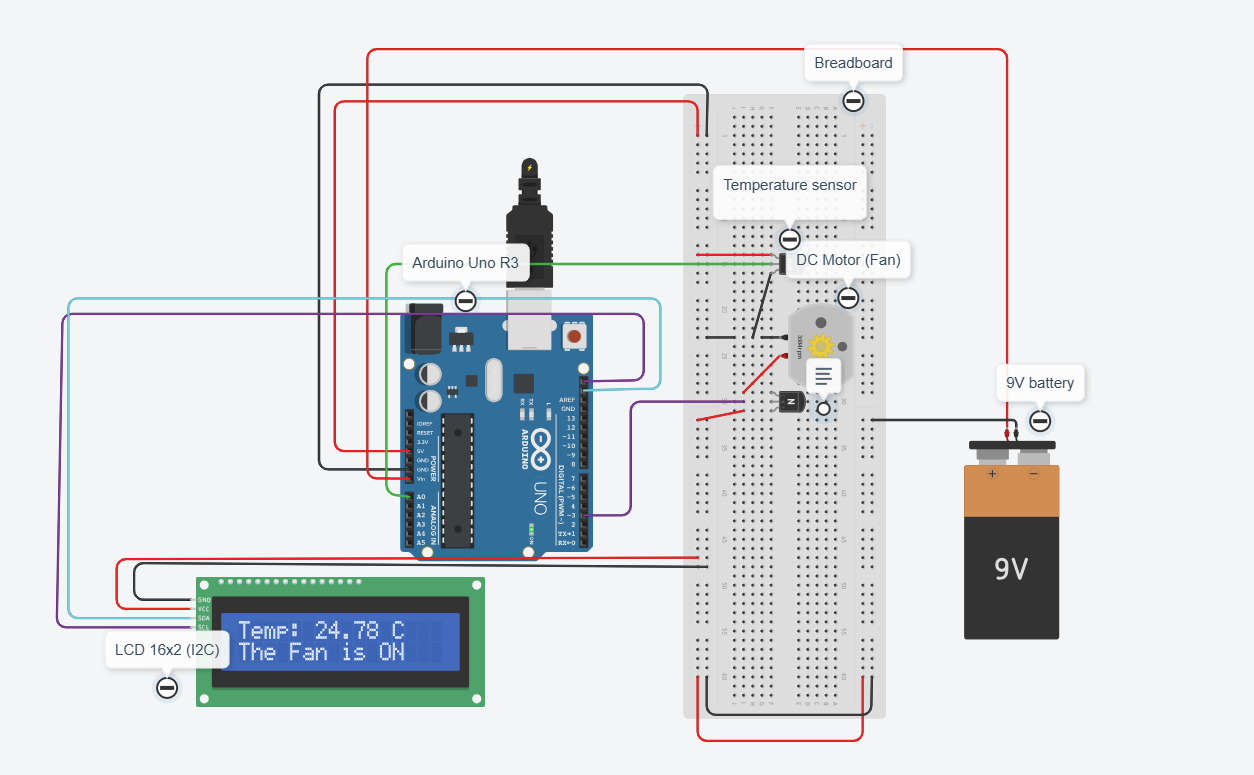 Breadboard
Temperature sensor
DC Motor (Fan)
Arduino Uno R3
9V battery
LCD 16x2 (I2C)
AREF
GND
13
12
~11
~10
~9
8
7
~6
~5
4
~3
2
TX→1
RX←0
IOREF
RESET
3.3V
5V
GND
GND
Vin
A0
A1
A2
A3
A4
A5
POWER
ANALOG IN
DIGITAL (PWM~)
ARDUINO
UNO
RX
TX
L
ON
N
+
−
9V
GND
VCC
SDA
SCL
Temp: 24.78 C
The Fan is ON